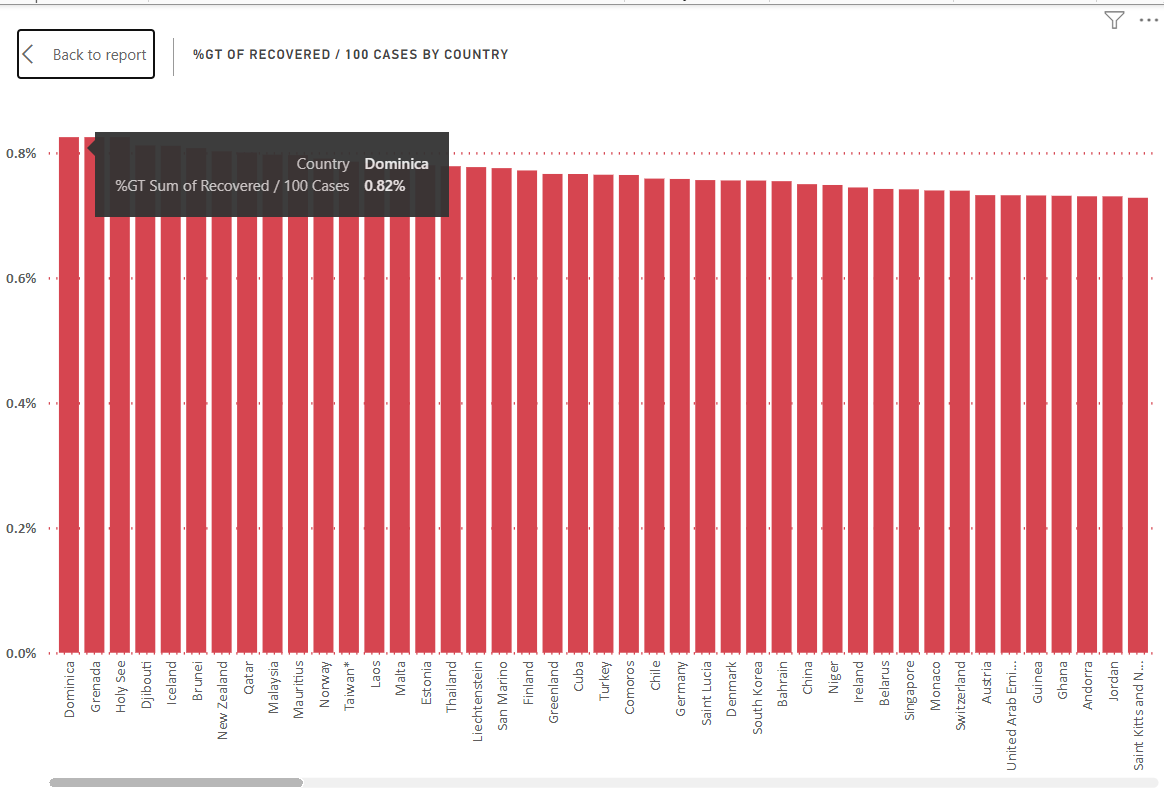 Back to report
%GT OF RECOVERED / 100 CASES BY COUNTRY
Country Dominica
%GT Sum of Recovered / 100 Cases 0.82%
0.8%
0.6%
0.4%
0.2%
0.0%
Dominica
Grenada
Holy See
Djibouti
Iceland
Brunei
New Zealand
Qatar
Malaysia
Mauritius
Norway
Taiwan*
Laos
Malta
Estonia
Thailand
Liechtenstein
San Marino
Finland
Greenland
Cuba
Turkey
Comoros
Chile
Germany
Saint Lucia
Denmark
South Korea
Bahrain
China
Niger
Ireland
Belarus
Singapore
Monaco
Switzerland
Austria
United Arab Emi...
Guinea
Ghana
Andorra
Jordan
Saint Kitts and N...